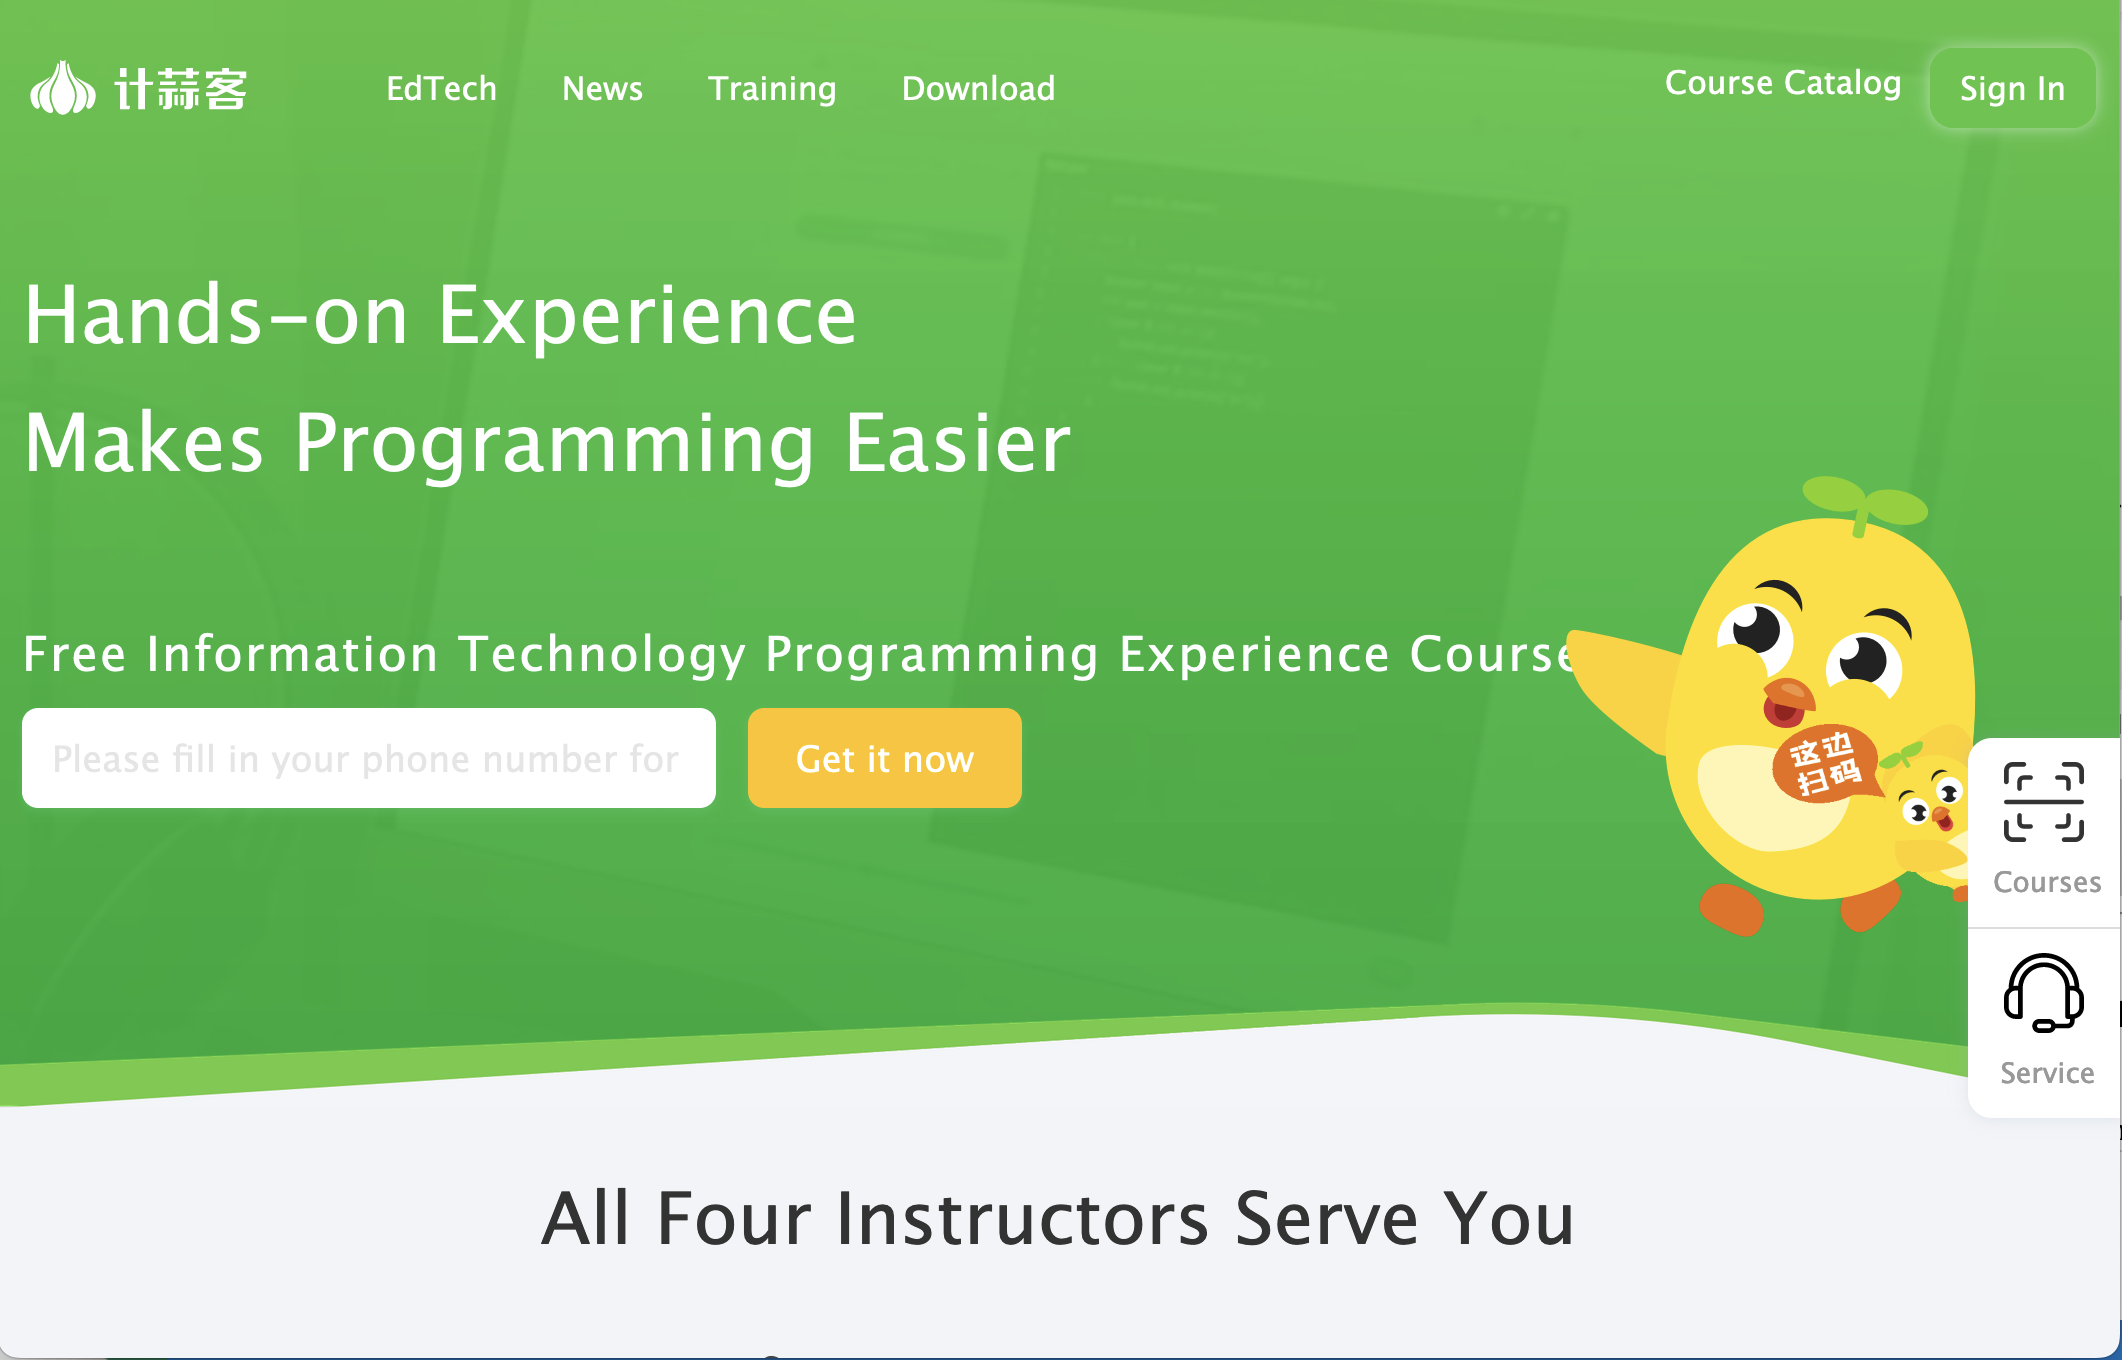 计蒜客
EdTech
News
Training
Download
Course Catalog
Sign In
Hands-on Experience
Makes Programming Easier
Free Information Technology Programming Experience Course
Please fill in your phone number for
Get it now
这边
扫码
Courses
Service
All Four Instructors Serve You